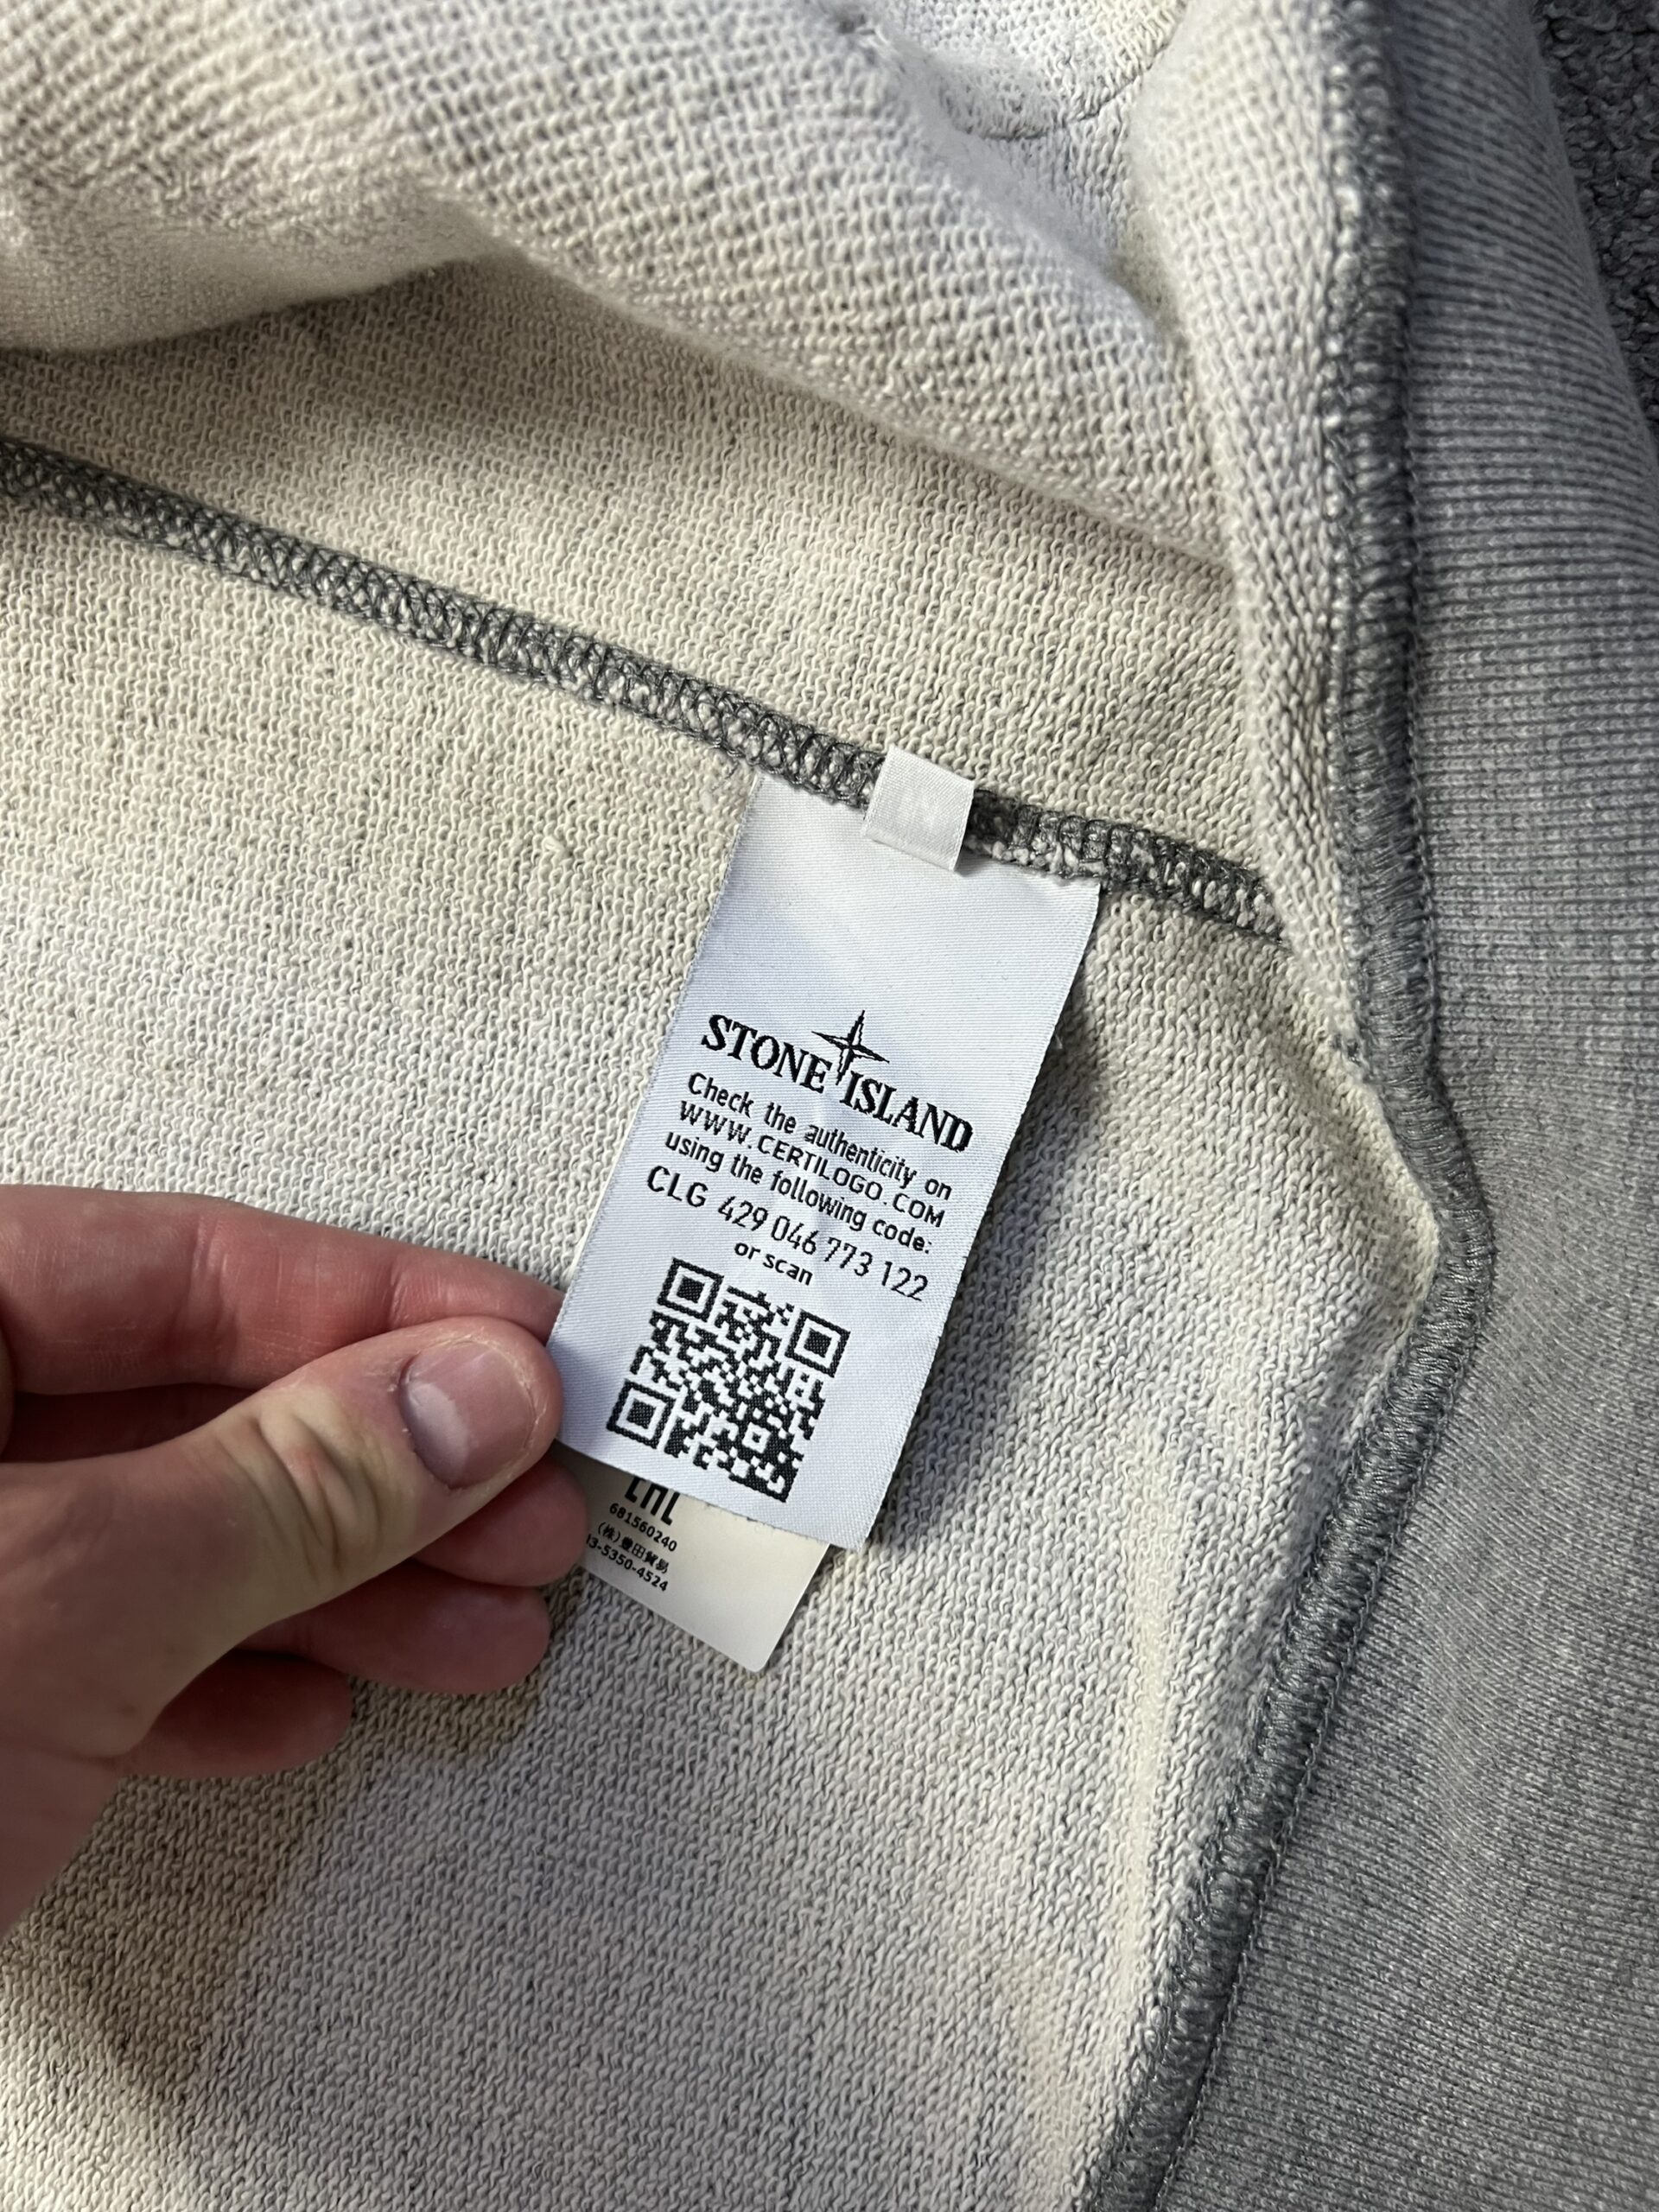 STONE ISLAND
Check the authenticity on
WWW.CERTILOGO.COM
using the following code:
CLG 429 046 773 122
or scan
EAC
681560240
(株)豊田貿易
03-5350-4524